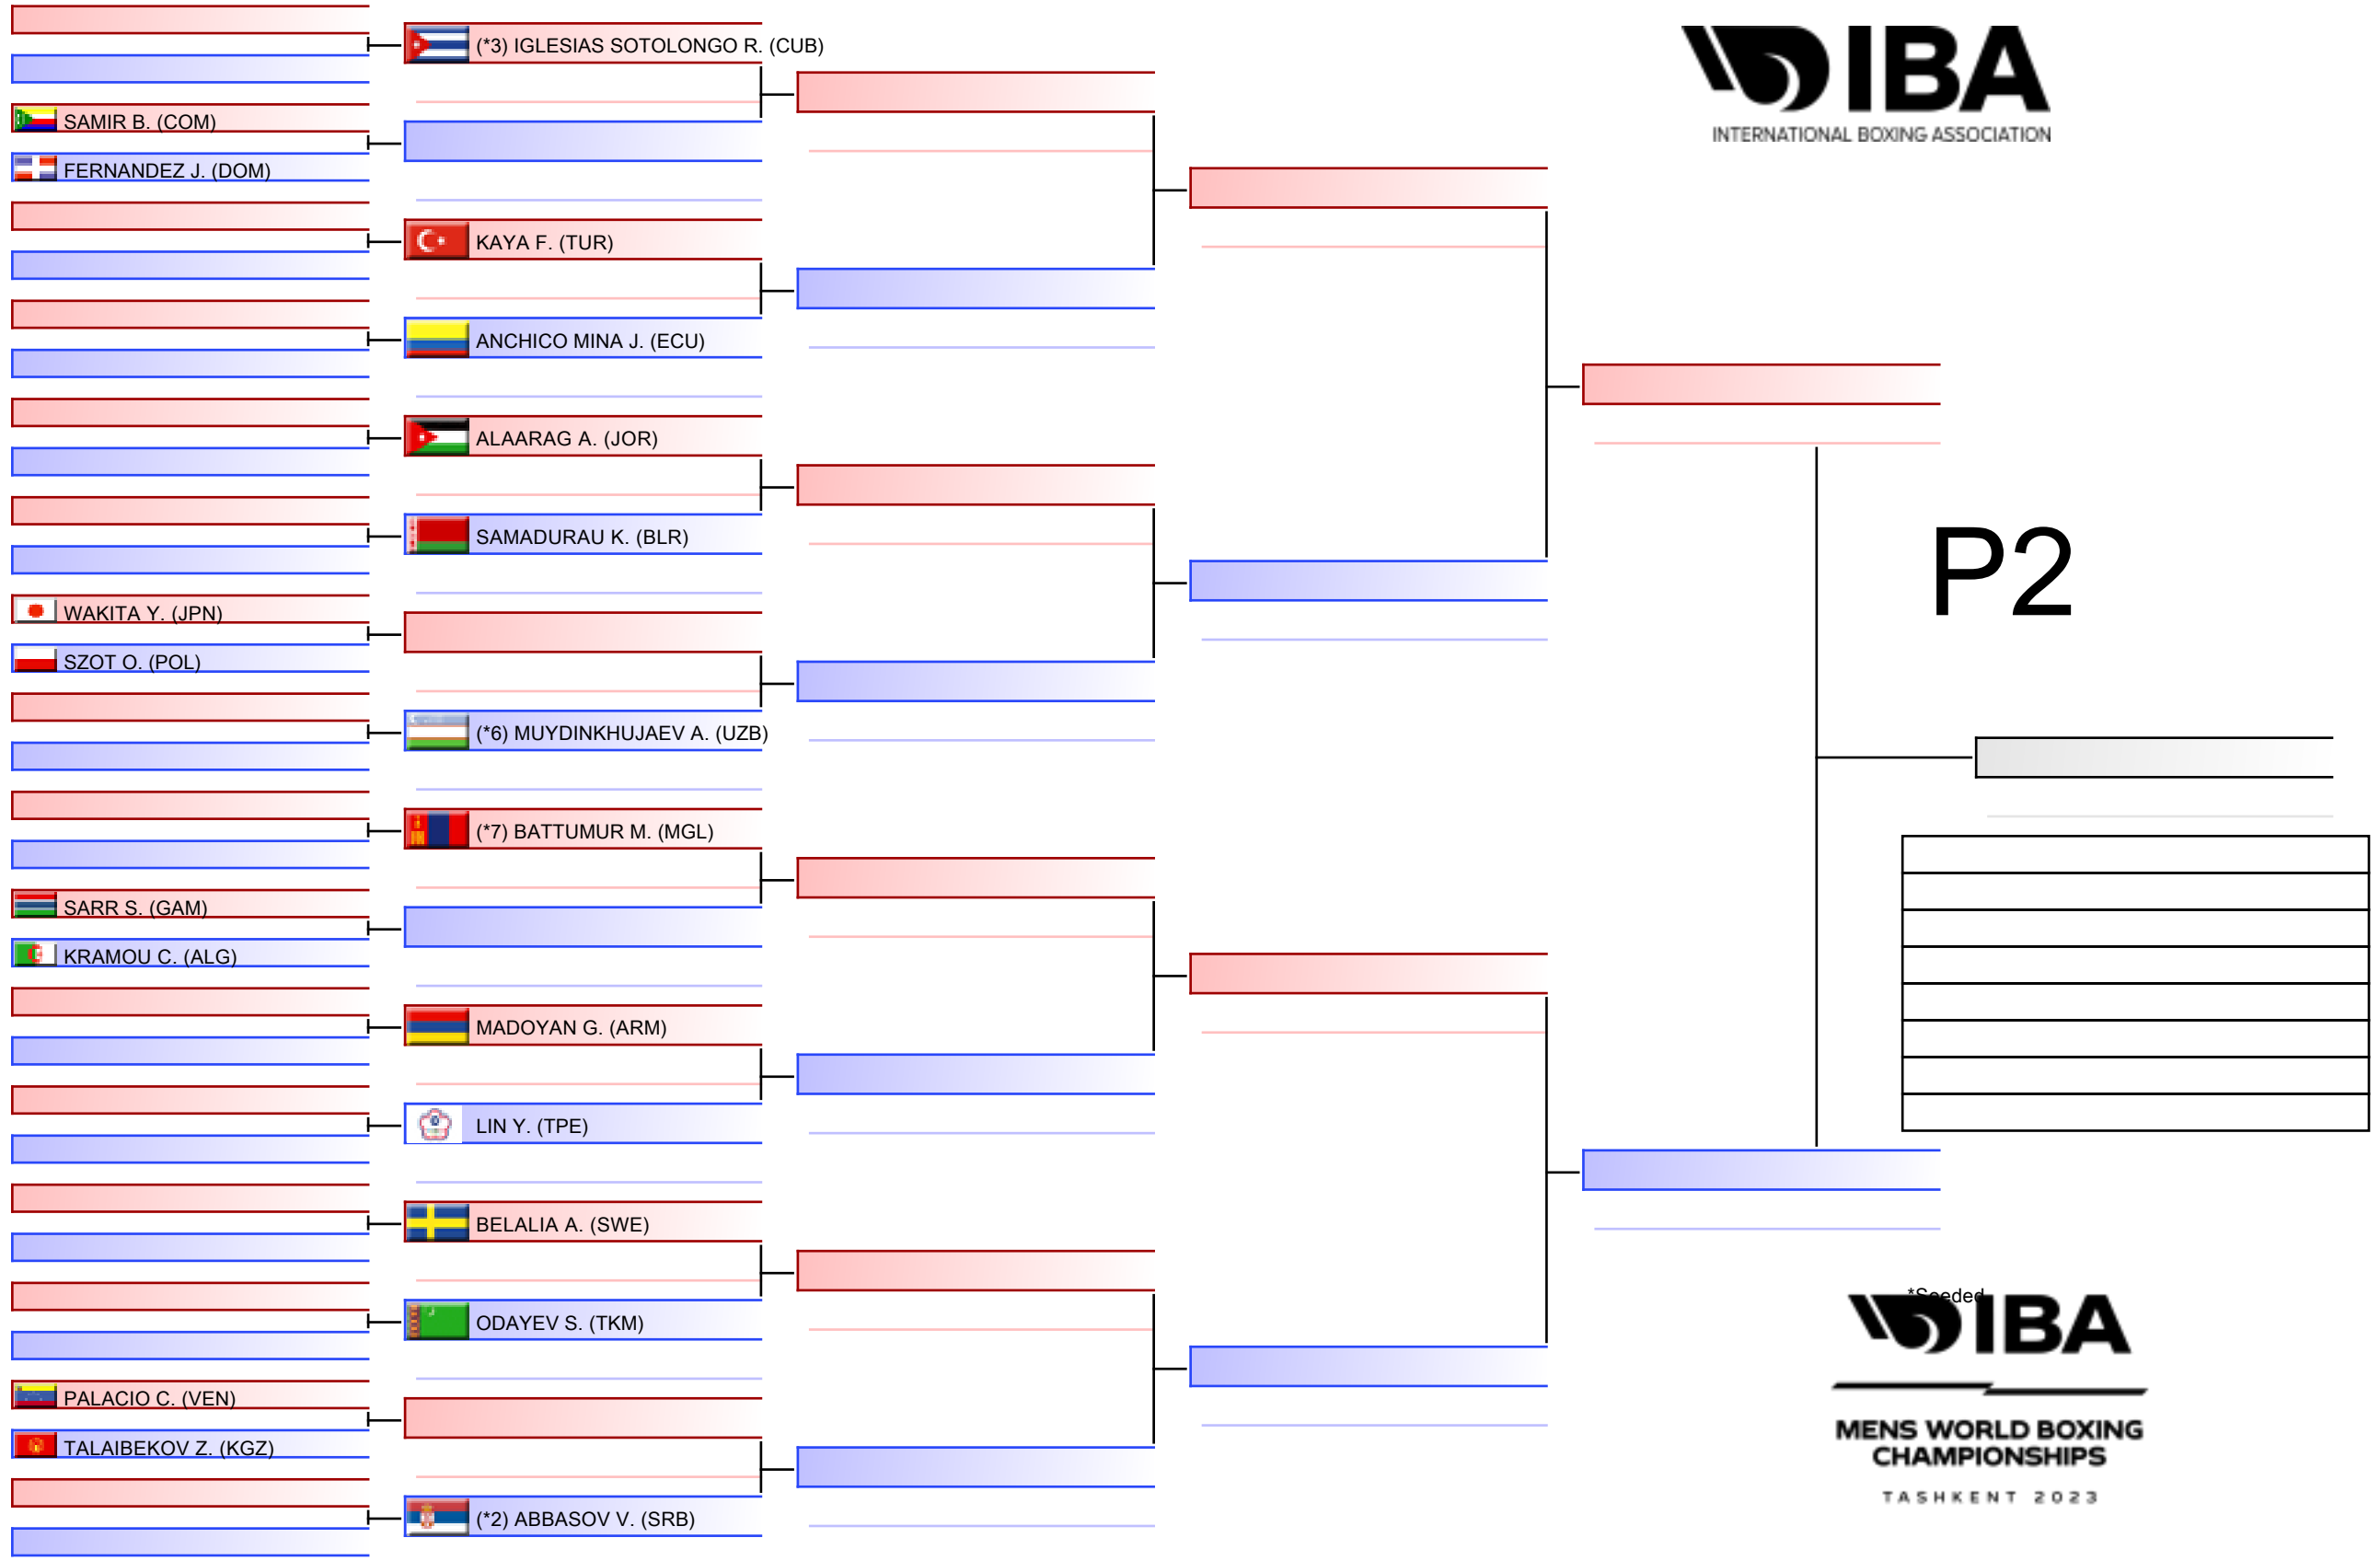 (*3) IGLESIAS SOTOLONGO R. (CUB)
SAMIR B. (COM)
FERNANDEZ J. (DOM)
KAYA F. (TUR)
ANCHICO MINA J. (ECU)
ALAARAG A. (JOR)
SAMADURAU K. (BLR)
WAKITA Y. (JPN)
SZOT O. (POL)
(*6) MUYDINKHUJAEV A. (UZB)
(*7) BATTUMUR M. (MGL)
SARR S. (GAM)
KRAMOU C. (ALG)
MADOYAN G. (ARM)
LIN Y. (TPE)
BELALIA A. (SWE)
ODAYEV S. (TKM)
PALACIO C. (VEN)
TALAIBEKOV Z. (KGZ)
(*2) ABBASOV V. (SRB)
IBA
INTERNATIONAL BOXING ASSOCIATION
P2
*Seeded
IBA
MENS WORLD BOXING
CHAMPIONSHIPS
TASHKENT 2023